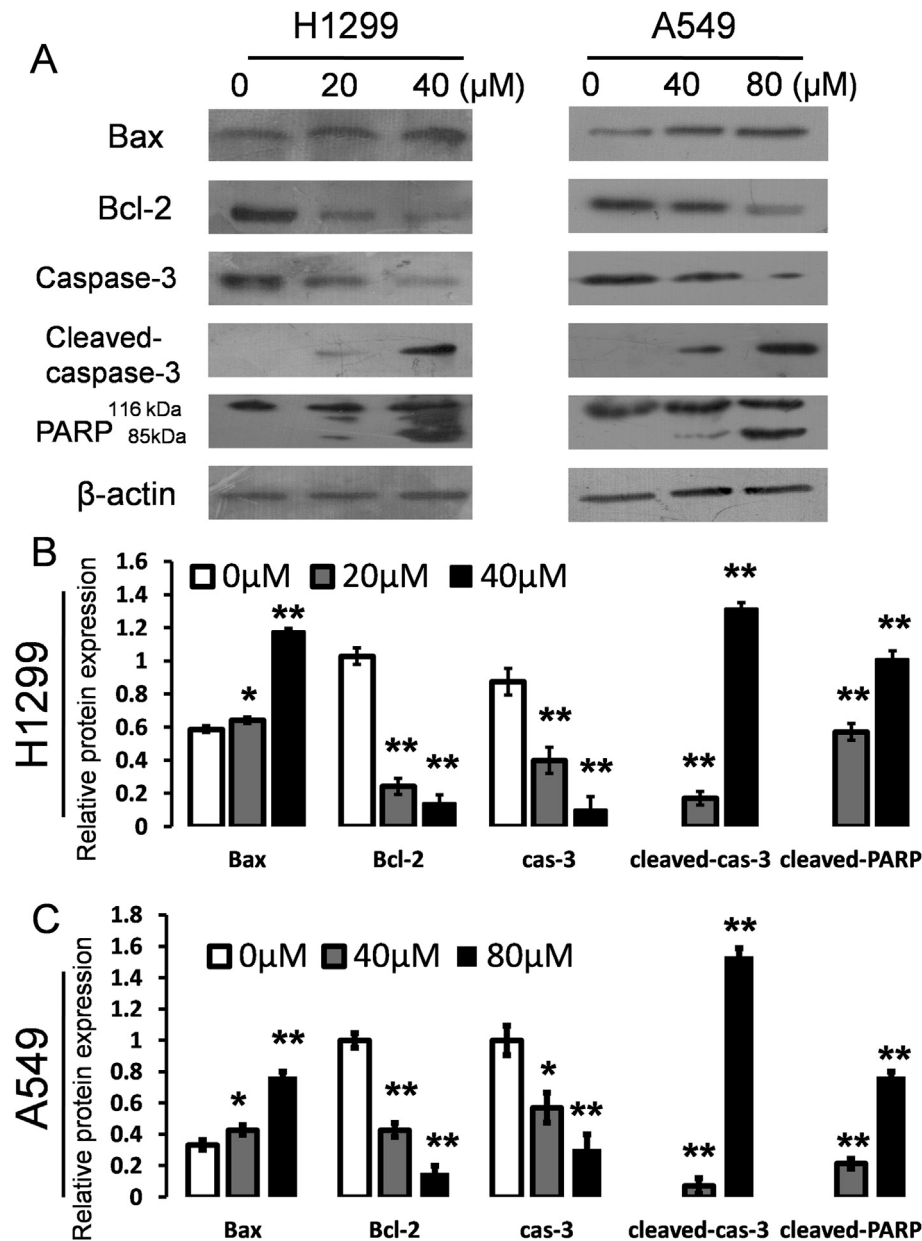 H1299 A549
A
0 20 40 (μM) 0 40 80 (μM)
Bax
Bcl-2
Caspase-3
Cleaved-
caspase-3
116 kDa
PARP 85kDa
β-actin
B
H1299
Relative protein expression
1.6
1.4
1.2
1
0.8
0.6
0.4
0.2
0
0μM 20μM 40μM
* ** ** ** ** ** ** ** ** **
Bax Bcl-2 cas-3 cleaved-cas-3 cleaved-PARP
C
A549
Relative protein expression
1.8
1.6
1.4
1.2
1
0.8
0.6
0.4
0.2
0
0μM 40μM 80μM
* ** ** ** * ** ** ** ** **
Bax Bcl-2 cas-3 cleaved-cas-3 cleaved-PARP